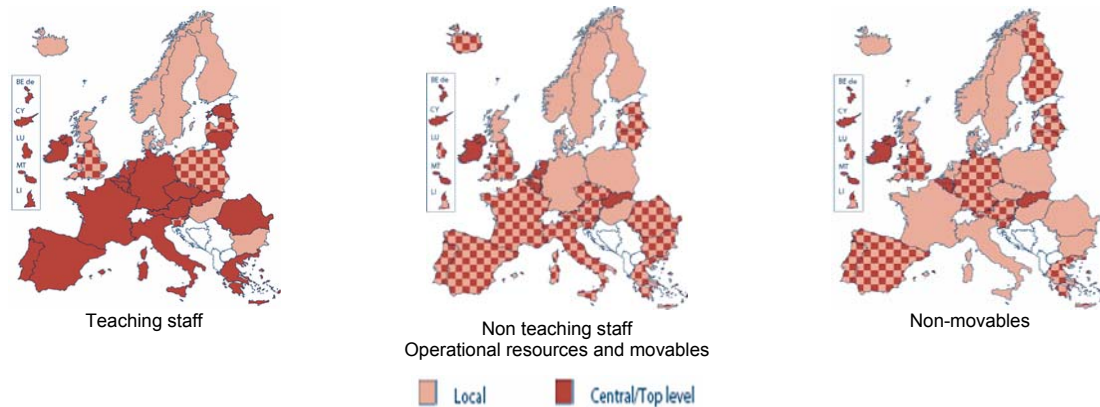 BE de
CY
LU
MT
LI
BE de
CY
LU
MT
LI
BE de
CY
LU
MT
LI
Teaching staff
Non teaching staff
Operational resources and movables
Non-movables
Local
Central/Top level